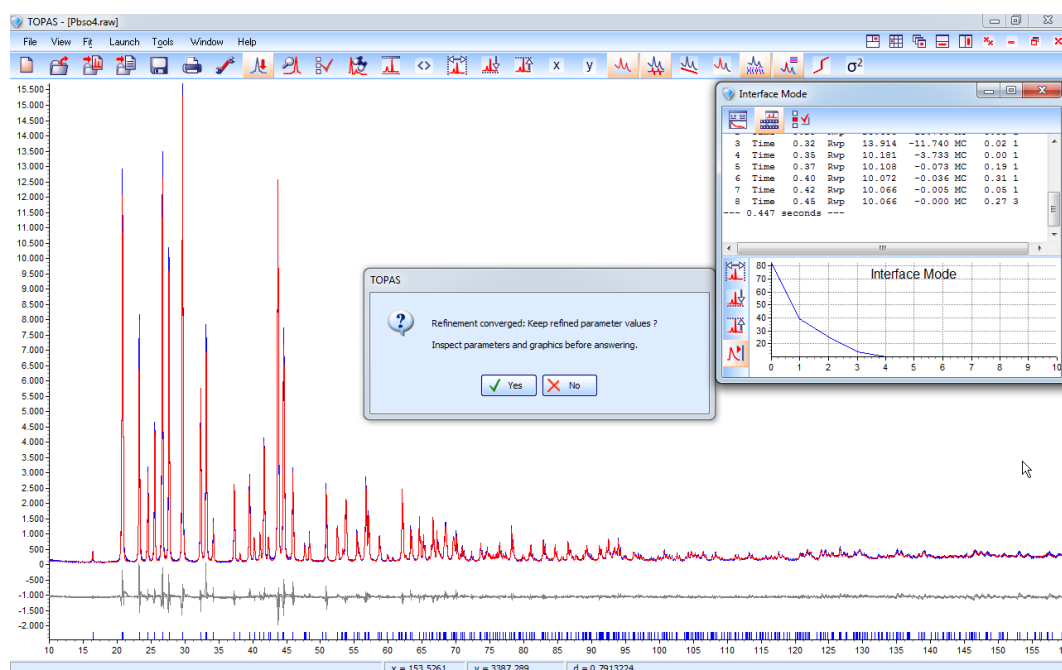 TOPAS - [Pbso4.raw]
File View Fit Launch Tools Window Help
x y σ²
15.500
14.500
14.000
13.500
13.000
12.500
12.000
11.500
11.000
10.500
10.000
9.500
9.000
8.500
8.000
7.500
7.000
6.500
6.000
5.500
5.000
4.500
4.000
3.500
3.000
2.500
2.000
1.500
1.000
500
0
-500
-1.000
-1.500
-2.000
10 15 20 25 30 35 40 45 50 55 60 65 70 75 80 85 90 95 100 105 110 115 120 125 130 135 140 145 150 155
x = 153.5261 y = 3387.289 d = 0.7913224
TOPAS
Refinement converged: Keep refined parameter values ?
Inspect parameters and graphics before answering.
Yes No
Interface Mode
3 Time 0.32 Rwp 13.914 -11.740 MC 0.02 1
4 Time 0.35 Rwp 10.181 -3.733 MC 0.00 1
5 Time 0.37 Rwp 10.108 -0.073 MC 0.19 1
6 Time 0.40 Rwp 10.072 -0.036 MC 0.31 1
7 Time 0.42 Rwp 10.066 -0.005 MC 0.05 1
8 Time 0.45 Rwp 10.066 -0.000 MC 0.27 3
--- 0.447 seconds ---
Interface Mode
80
70
60
50
40
30
20
0 1 2 3 4 5 6 7 8 9 10